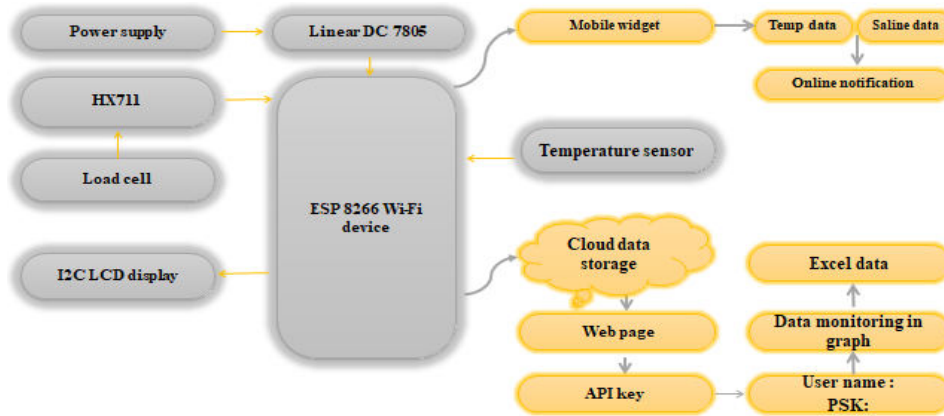 Power supply
Linear DC 7805
Mobile widget
Temp data
Saline data
Online notification
HX711
Load cell
Temperature sensor
ESP 8266 Wi-Fi
device
I2C LCD display
Cloud data
storage
Web page
API key
Excel data
Data monitoring in
graph
User name :
PSK: